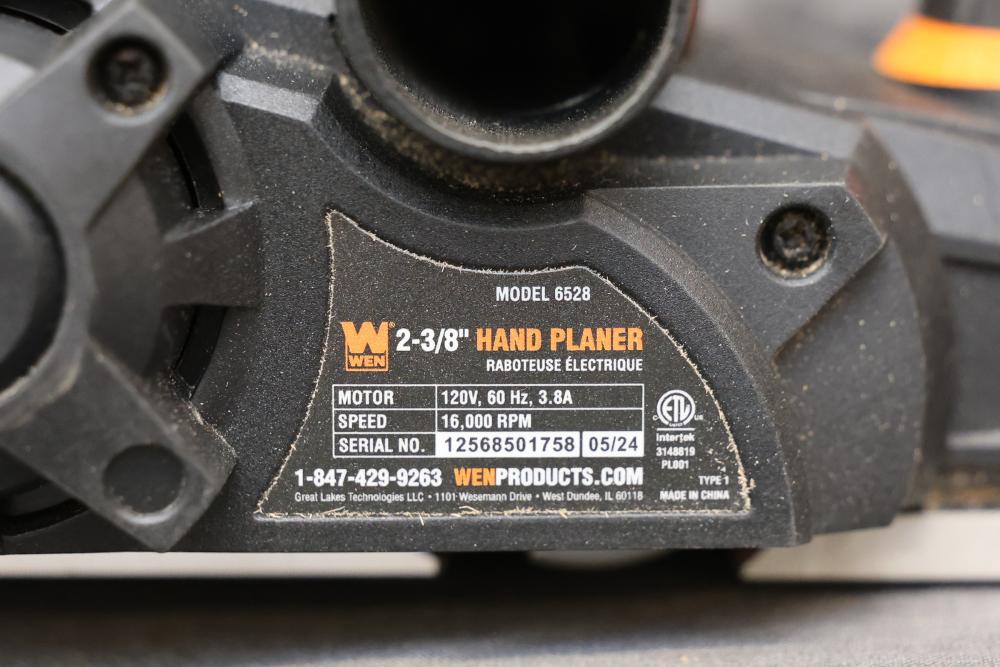 MODEL 6528
W® WEN 2-3/8" HAND PLANER
RABOTEUSE ÉLECTRIQUE
MOTOR 120V, 60 Hz, 3.8A
SPEED 16,000 RPM
SERIAL NO. 12568501758 05/24
1-847-429-9263 WENPRODUCTS.COM
Great Lakes Technologies LLC • 1101 Wesemann Drive • West Dundee, IL 60118
C ETL US
LISTED
Intertek
3148819
PL001
TYPE 1
MADE IN CHINA